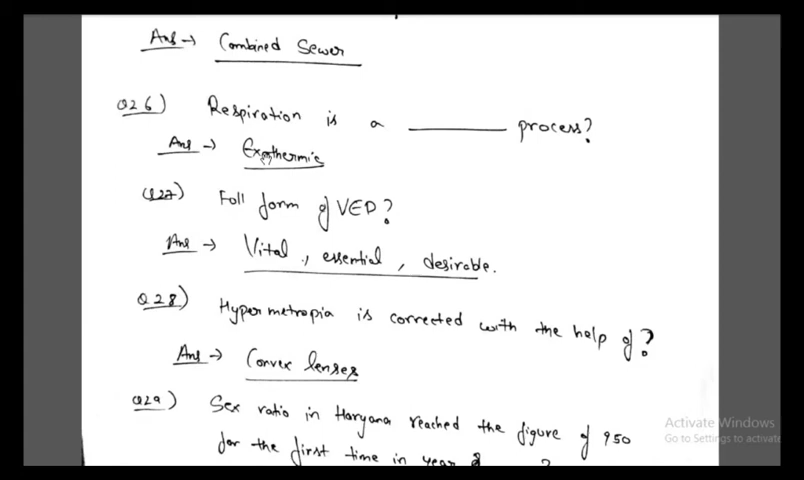 Ans → Combined Sewer
Q26) Respiration is a ______ process?
Ans → Exothermic
Q27) Full form of VED?
Ans → Vital, essential, desirable.
Q28) Hypermetropia is corrected with the help of?
Ans → Convex lenses
Q29) Sex ratio in Haryana reached the figure of 950
for the first time in year of
Activate Windows
Go to Settings to activate